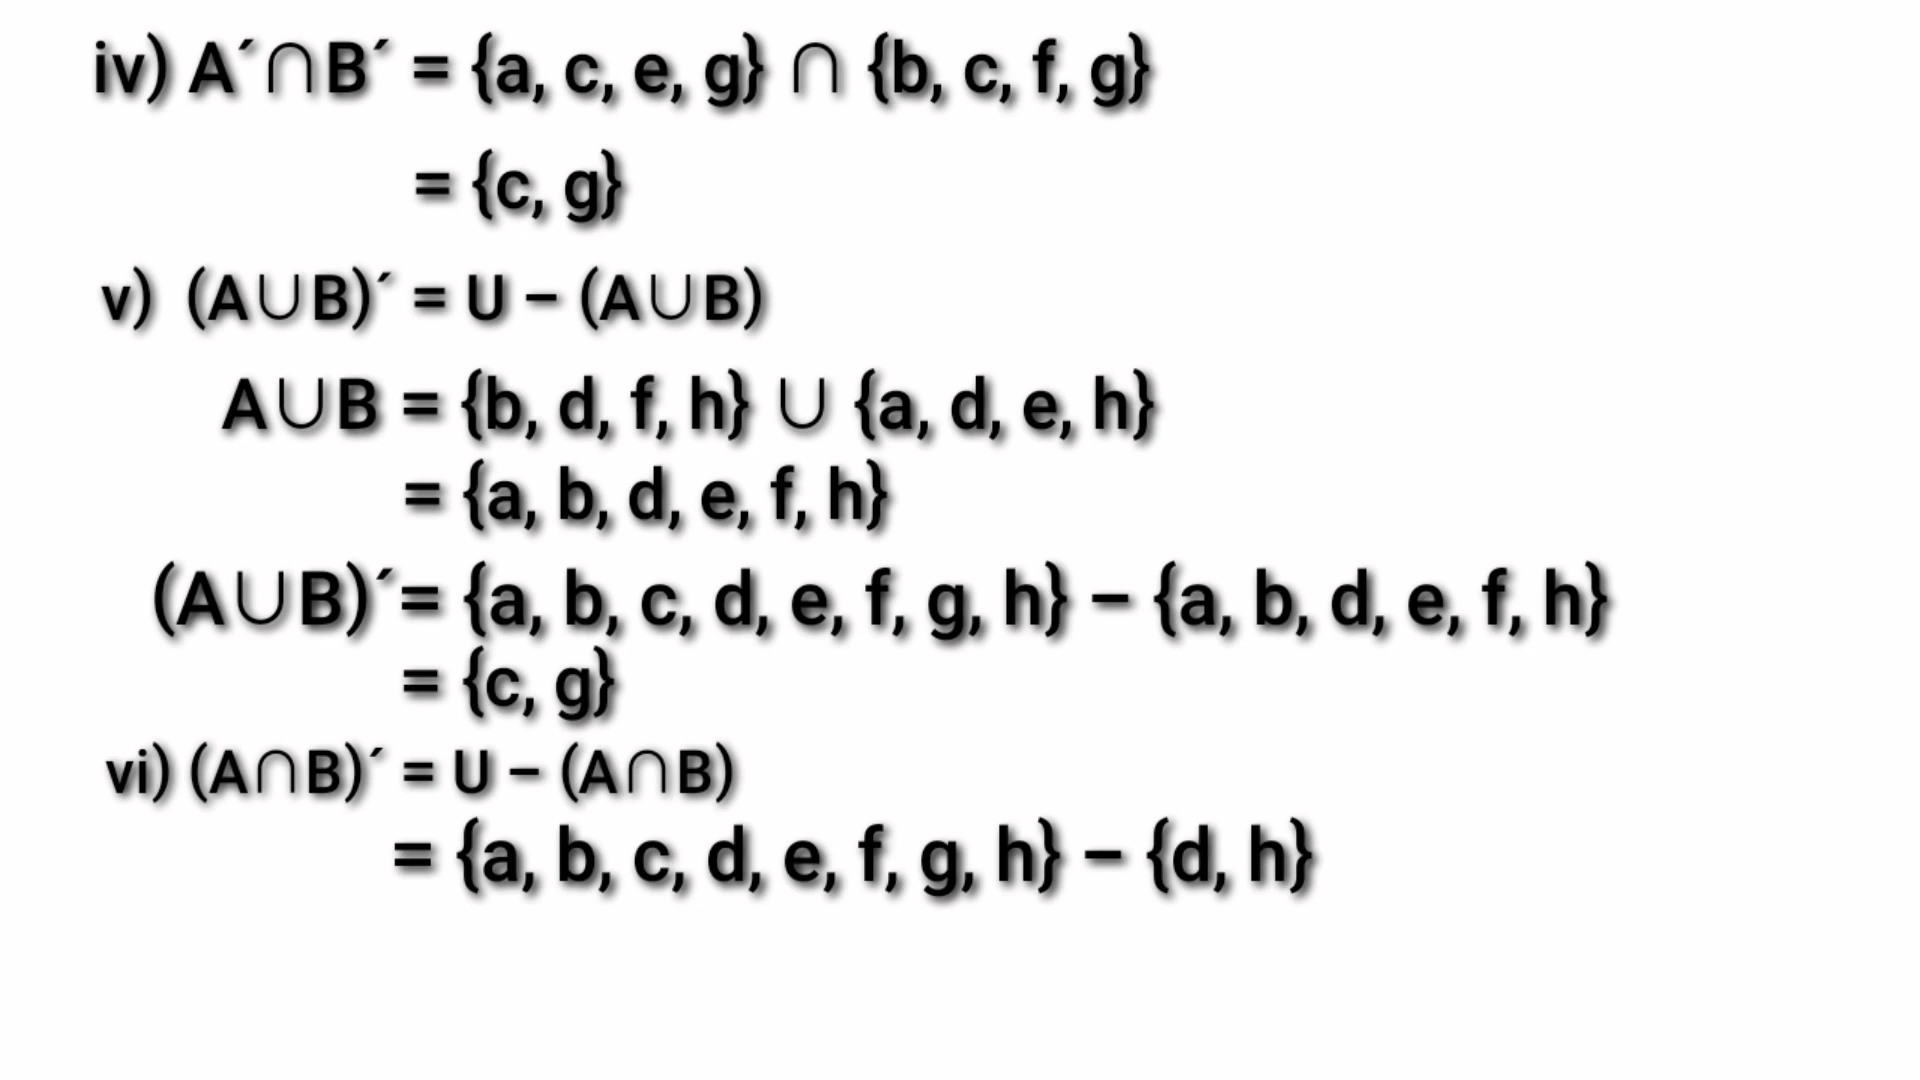 iv) A´∩B´ = {a, c, e, g} ∩ {b, c, f, g}
= {c, g}
v) (A∪B)´ = U − (A∪B)
A∪B = {b, d, f, h} ∪ {a, d, e, h}
= {a, b, d, e, f, h}
(A∪B)´= {a, b, c, d, e, f, g, h} − {a, b, d, e, f, h}
= {c, g}
vi) (A∩B)´ = U − (A∩B)
= {a, b, c, d, e, f, g, h} − {d, h}